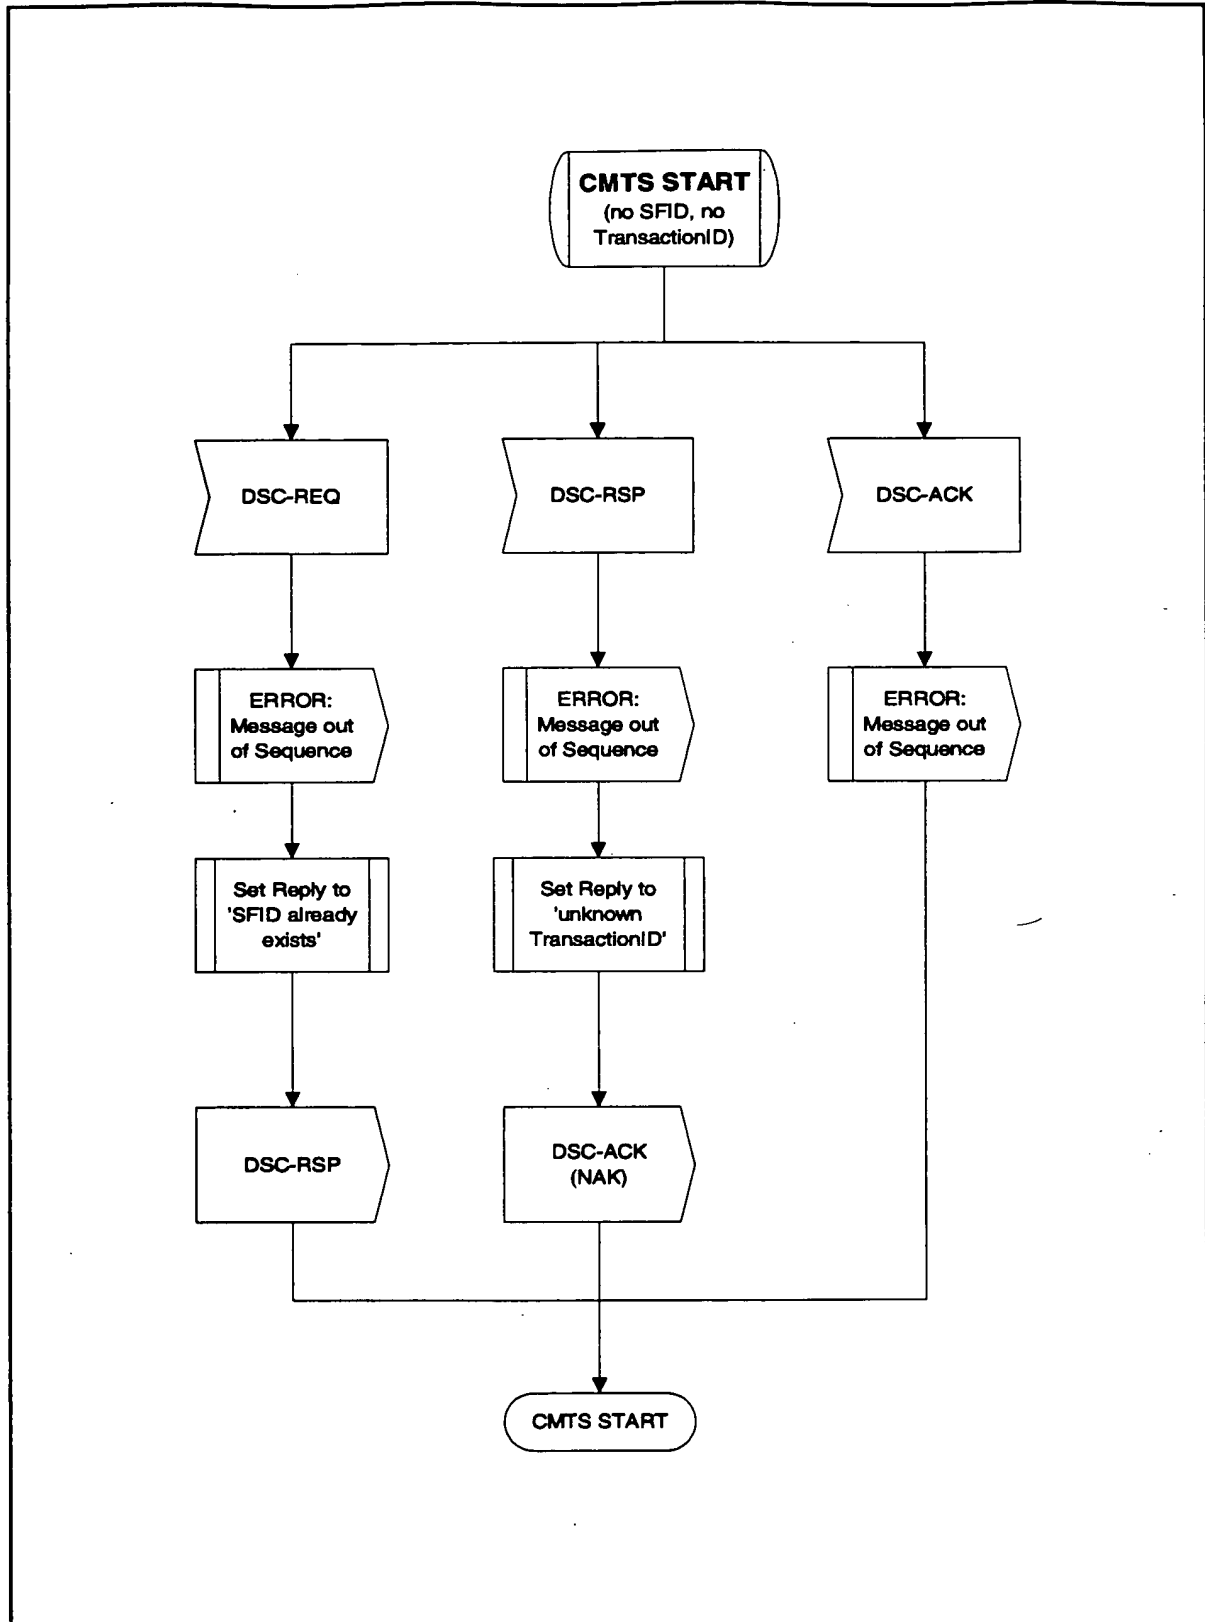 CMTS START
(no SFID, no
TransactionID)
DSC-REQ
DSC-RSP
DSC-ACK
ERROR:
Message out
of Sequence
ERROR:
Message out
of Sequence
ERROR:
Message out
of Sequence
Set Reply to
'SFID already
exists'
Set Reply to
'unknown
TransactionID'
DSC-RSP
DSC-ACK
(NAK)
CMTS START